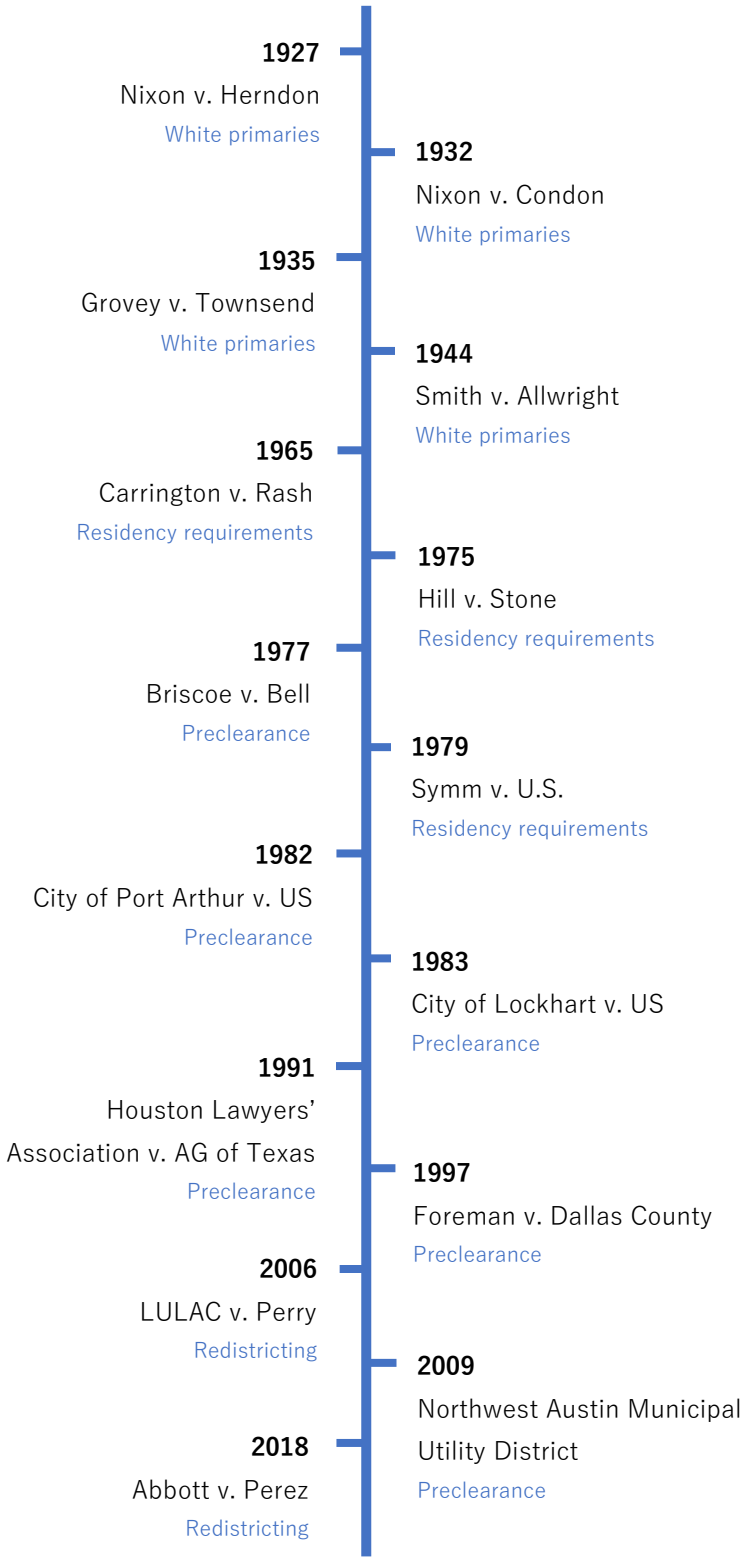 1927
Nixon v. Herndon
White primaries
1932
Nixon v. Condon
White primaries
1935
Grovey v. Townsend
White primaries
1944
Smith v. Allwright
White primaries
1965
Carrington v. Rash
Residency requirements
1975
Hill v. Stone
Residency requirements
1977
Briscoe v. Bell
Preclearance
1979
Symm v. U.S.
Residency requirements
1982
City of Port Arthur v. US
Preclearance
1983
City of Lockhart v. US
Preclearance
1991
Houston Lawyers’
Association v. AG of Texas
Preclearance
1997
Foreman v. Dallas County
Preclearance
2006
LULAC v. Perry
Redistricting
2009
Northwest Austin Municipal
Utility District
Preclearance
2018
Abbott v. Perez
Redistricting